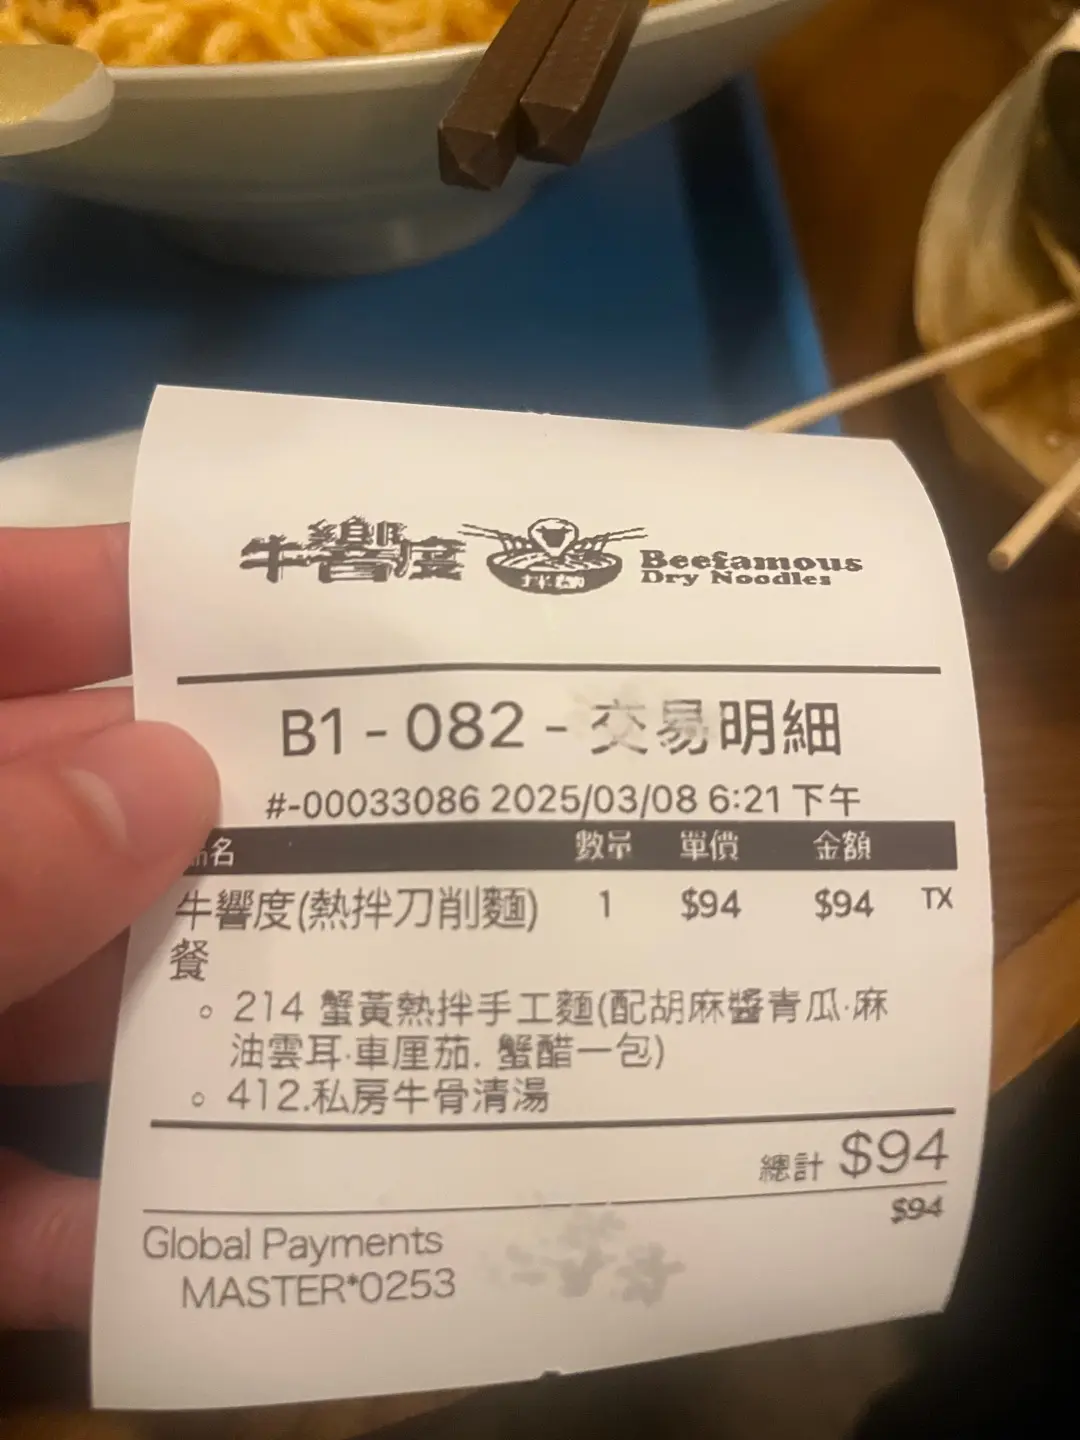 牛響度
拌麵
Beefamous
Dry Noodles
B1 - 082 - 交易明細
#-00033086 2025/03/08 6:21 下午
品名 數量 單價 金額
牛響度(熱拌刀削麵) 1 $94 $94 TX
餐
214 蟹黃熱拌手工麵(配胡麻醬青瓜·麻
油雲耳·車厘茄. 蟹醋一包)
412.私房牛骨清湯
總計 $94
$94
Global Payments
MASTER*0253